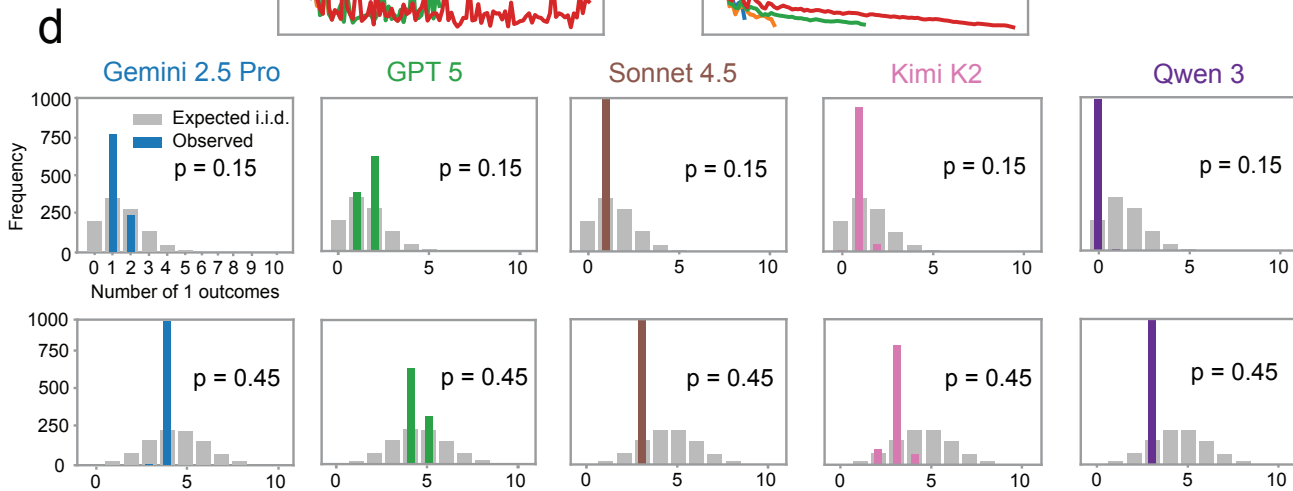 d
Gemini 2.5 Pro
GPT 5
Sonnet 4.5
Kimi K2
Qwen 3
Frequency
1000
750
500
250
0
Expected i.i.d.
Observed
p = 0.15
0 1 2 3 4 5 6 7 8 9 10
Number of 1 outcomes
p = 0.15
0 5 10
p = 0.15
0 5 10
p = 0.15
0 5 10
p = 0.15
0 5 10
1000
750
500
250
0
p = 0.45
0 5 10
p = 0.45
0 5 10
p = 0.45
0 5 10
p = 0.45
0 5 10
p = 0.45
0 5 10